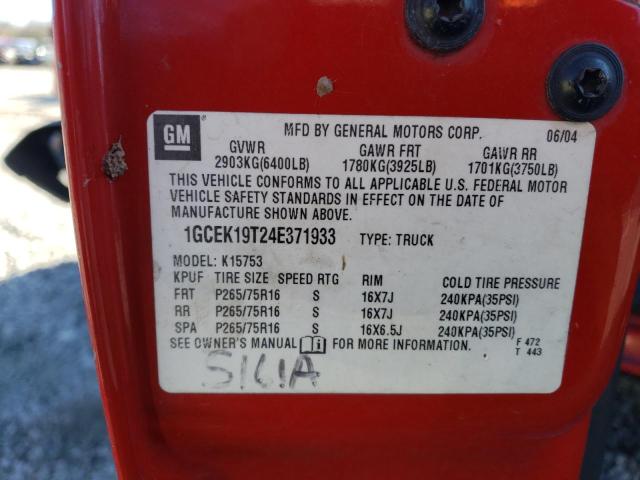 GM MFD BY GENERAL MOTORS CORP. 06/04
GVWR GAWR FRT GAWR RR
2903KG(6400LB) 1780KG(3925LB) 1701KG(3750LB)
THIS VEHICLE CONFORMS TO ALL APPLICABLE U.S. FEDERAL MOTOR
VEHICLE SAFETY STANDARDS IN EFFECT ON THE DATE OF
MANUFACTURE SHOWN ABOVE.
1GCEK19T24E371933 TYPE: TRUCK
MODEL: K15753
KPUF TIRE SIZE SPEED RTG RIM COLD TIRE PRESSURE
FRT P265/75R16 S 16X7J 240KPA(35PSI)
RR P265/75R16 S 16X7J 240KPA(35PSI)
SPA P265/75R16 S 16X6.5J 240KPA(35PSI)
SEE OWNER'S MANUAL FOR MORE INFORMATION. F 472
T 443
S161A